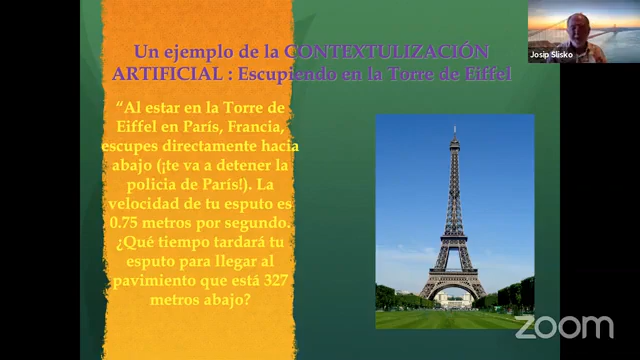 Un ejemplo de la CONTEXTULIZACIÓN
ARTIFICIAL : Escupiendo en la Torre de Eiffel
“Al estar en la Torre de
Eiffel en París, Francia,
escupes directamente hacia
abajo (¡te va a detener la
policia de París!). La
velocidad de tu esputo es
0.75 metros por segundo.
¿Qué tiempo tardará tu
esputo para llegar al
pavimiento que está 327
metros abajo?
Josip Slisko
zoom